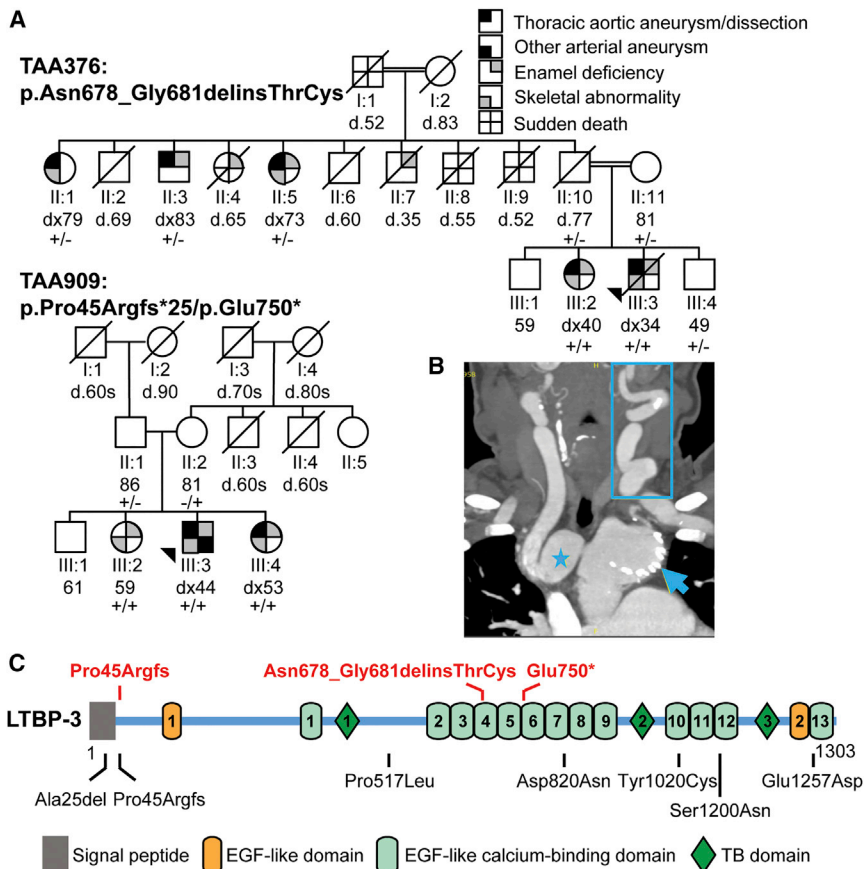 A
TAA376:
p.Asn678_Gly681delinsThrCys
Thoracic aortic aneurysm/dissection
Other arterial aneurysm
Enamel deficiency
Skeletal abnormality
Sudden death
I:1 I:2
d.52 d.83
II:1 II:2 II:3 II:4 II:5 II:6 II:7 II:8 II:9 II:10 II:11
dx79 d.69 dx83 d.65 dx73 d.60 d.35 d.55 d.52 d.77 81
+/- +/- +/- +/- +/-
III:1 III:2 III:3 III:4
59 dx40 dx34 49
+/+ +/+ +/-
TAA909:
p.Pro45Argfs*25/p.Glu750*
I:1 I:2 I:3 I:4
d.60s d.90 d.70s d.80s
II:1 II:2 II:3 II:4 II:5
86 81 d.60s d.60s
+/- -/+
III:1 III:2 III:3 III:4
61 59 dx44 dx53
+/+ +/+ +/+
B
C
Pro45Argfs Asn678_Gly681delinsThrCys Glu750*
LTBP-3 1 1 1 2 3 4 5 6 7 8 9 2 10 11 12 3 2 13
1 1303
Ala25del Pro45Argfs Pro517Leu Asp820Asn Tyr1020Cys Glu1257Asp
Ser1200Asn
Signal peptide EGF-like domain EGF-like calcium-binding domain TB domain